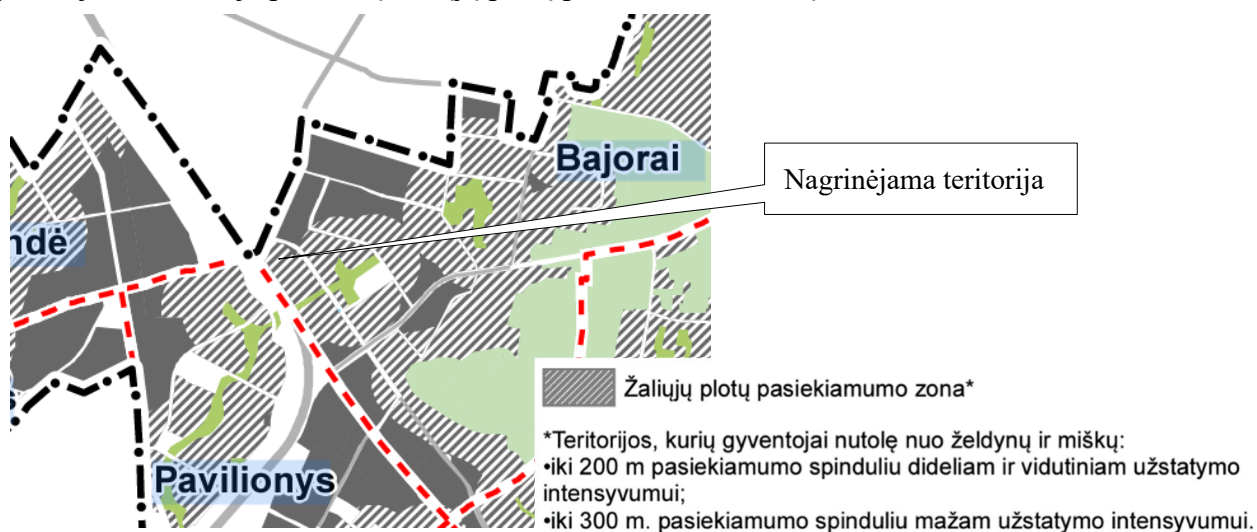 Bajorai
Nagrinėjama teritorija
ndė
Žaliųjų plotų pasiekiamumo zona*
*Teritorijos, kurių gyventojai nutolę nuo želdynų ir miškų:
•iki 200 m pasiekiamumo spinduliu dideliam ir vidutiniam užstatymo
intensyvumui;
•iki 300 m. pasiekiamumo spinduliu mažam užstatymo intensyvumui.
s
Pavilionys